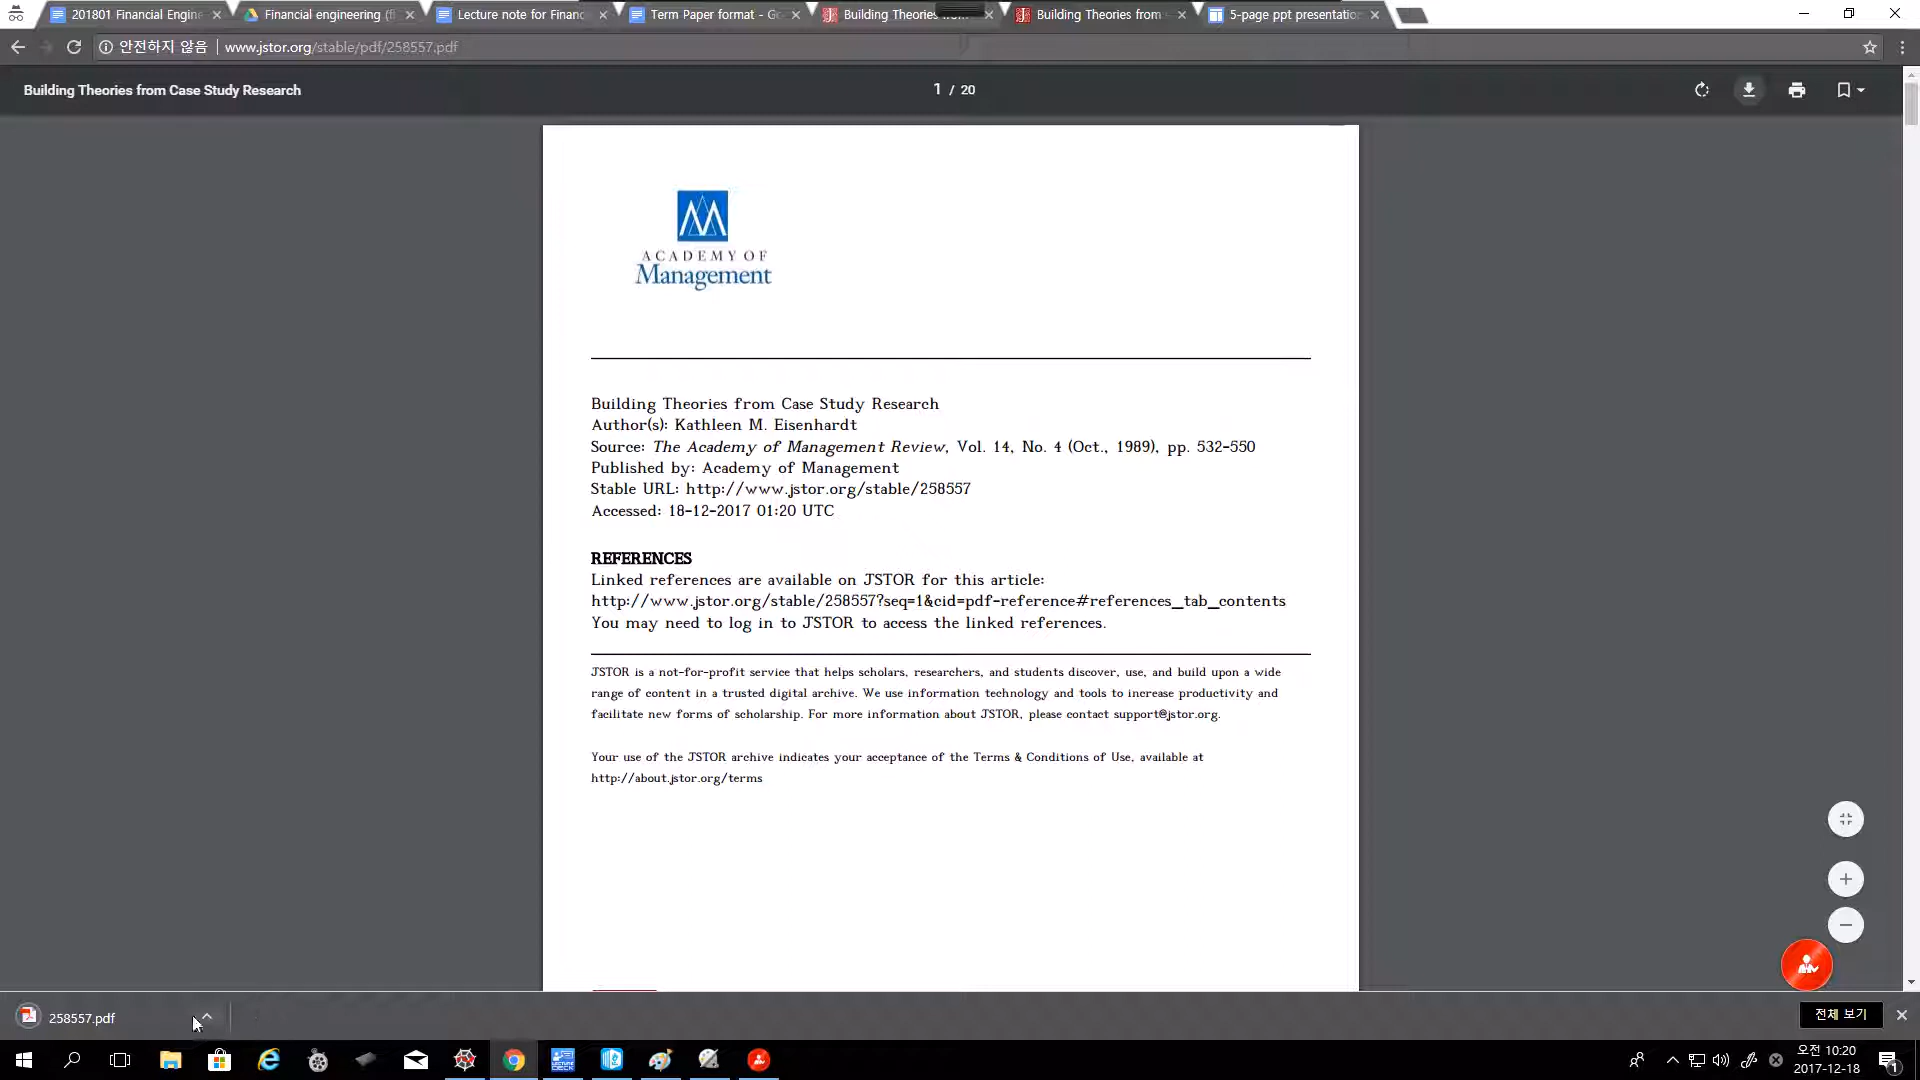 201801 Financial Engine
Financial engineering (fi
Lecture note for Financ
Term Paper format - Go
Building Theories from
Building Theories from
5-page ppt presentation
안전하지 않음
www.jstor.org/stable/pdf/258557.pdf
Building Theories from Case Study Research
1 / 20
ACADEMY OF
Management
Building Theories from Case Study Research
Author(s): Kathleen M. Eisenhardt
Source: The Academy of Management Review, Vol. 14, No. 4 (Oct., 1989), pp. 532-550
Published by: Academy of Management
Stable URL: http://www.jstor.org/stable/258557
Accessed: 18-12-2017 01:20 UTC
REFERENCES
Linked references are available on JSTOR for this article:
http://www.jstor.org/stable/258557?seq=1&cid=pdf-reference#references_tab_contents
You may need to log in to JSTOR to access the linked references.
JSTOR is a not-for-profit service that helps scholars, researchers, and students discover, use, and build upon a wide
range of content in a trusted digital archive. We use information technology and tools to increase productivity and
facilitate new forms of scholarship. For more information about JSTOR, please contact support@jstor.org.
Your use of the JSTOR archive indicates your acceptance of the Terms & Conditions of Use, available at
http://about.jstor.org/terms
258557.pdf
전체 보기
오전 10:20
2017-12-18
1